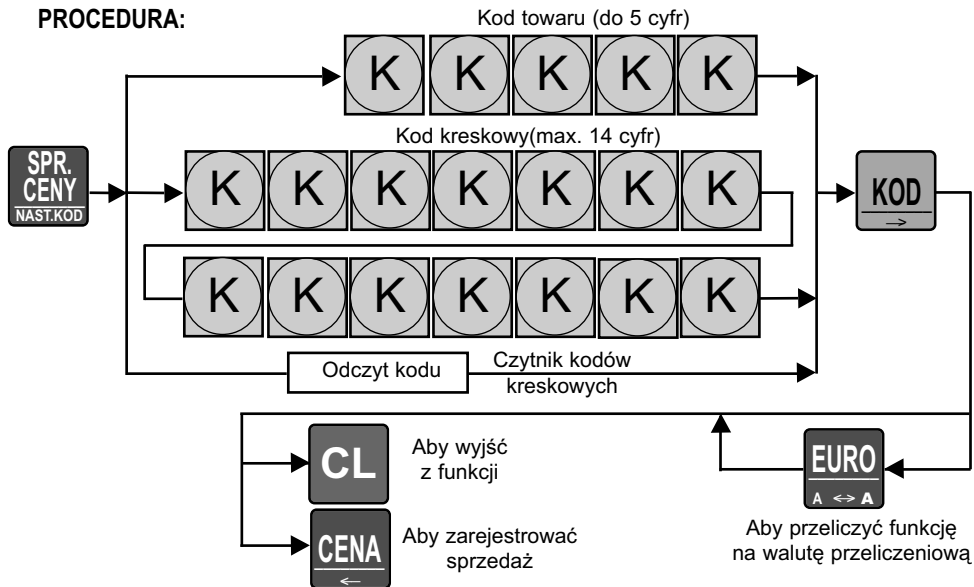 PROCEDURA:
Kod towaru (do 5 cyfr)
K K K K K
Kod kreskowy(max. 14 cyfr)
SPR.
CENY
NAST.KOD
K K K K K K K
KOD
→
K K K K K K K
Odczyt kodu
Czytnik kodów
kreskowych
CL
Aby wyjść
z funkcji
EURO
A <-> A
CENA
←
Aby zarejestrować
sprzedaż
Aby przeliczyć funkcję
na walutę przeliczeniową